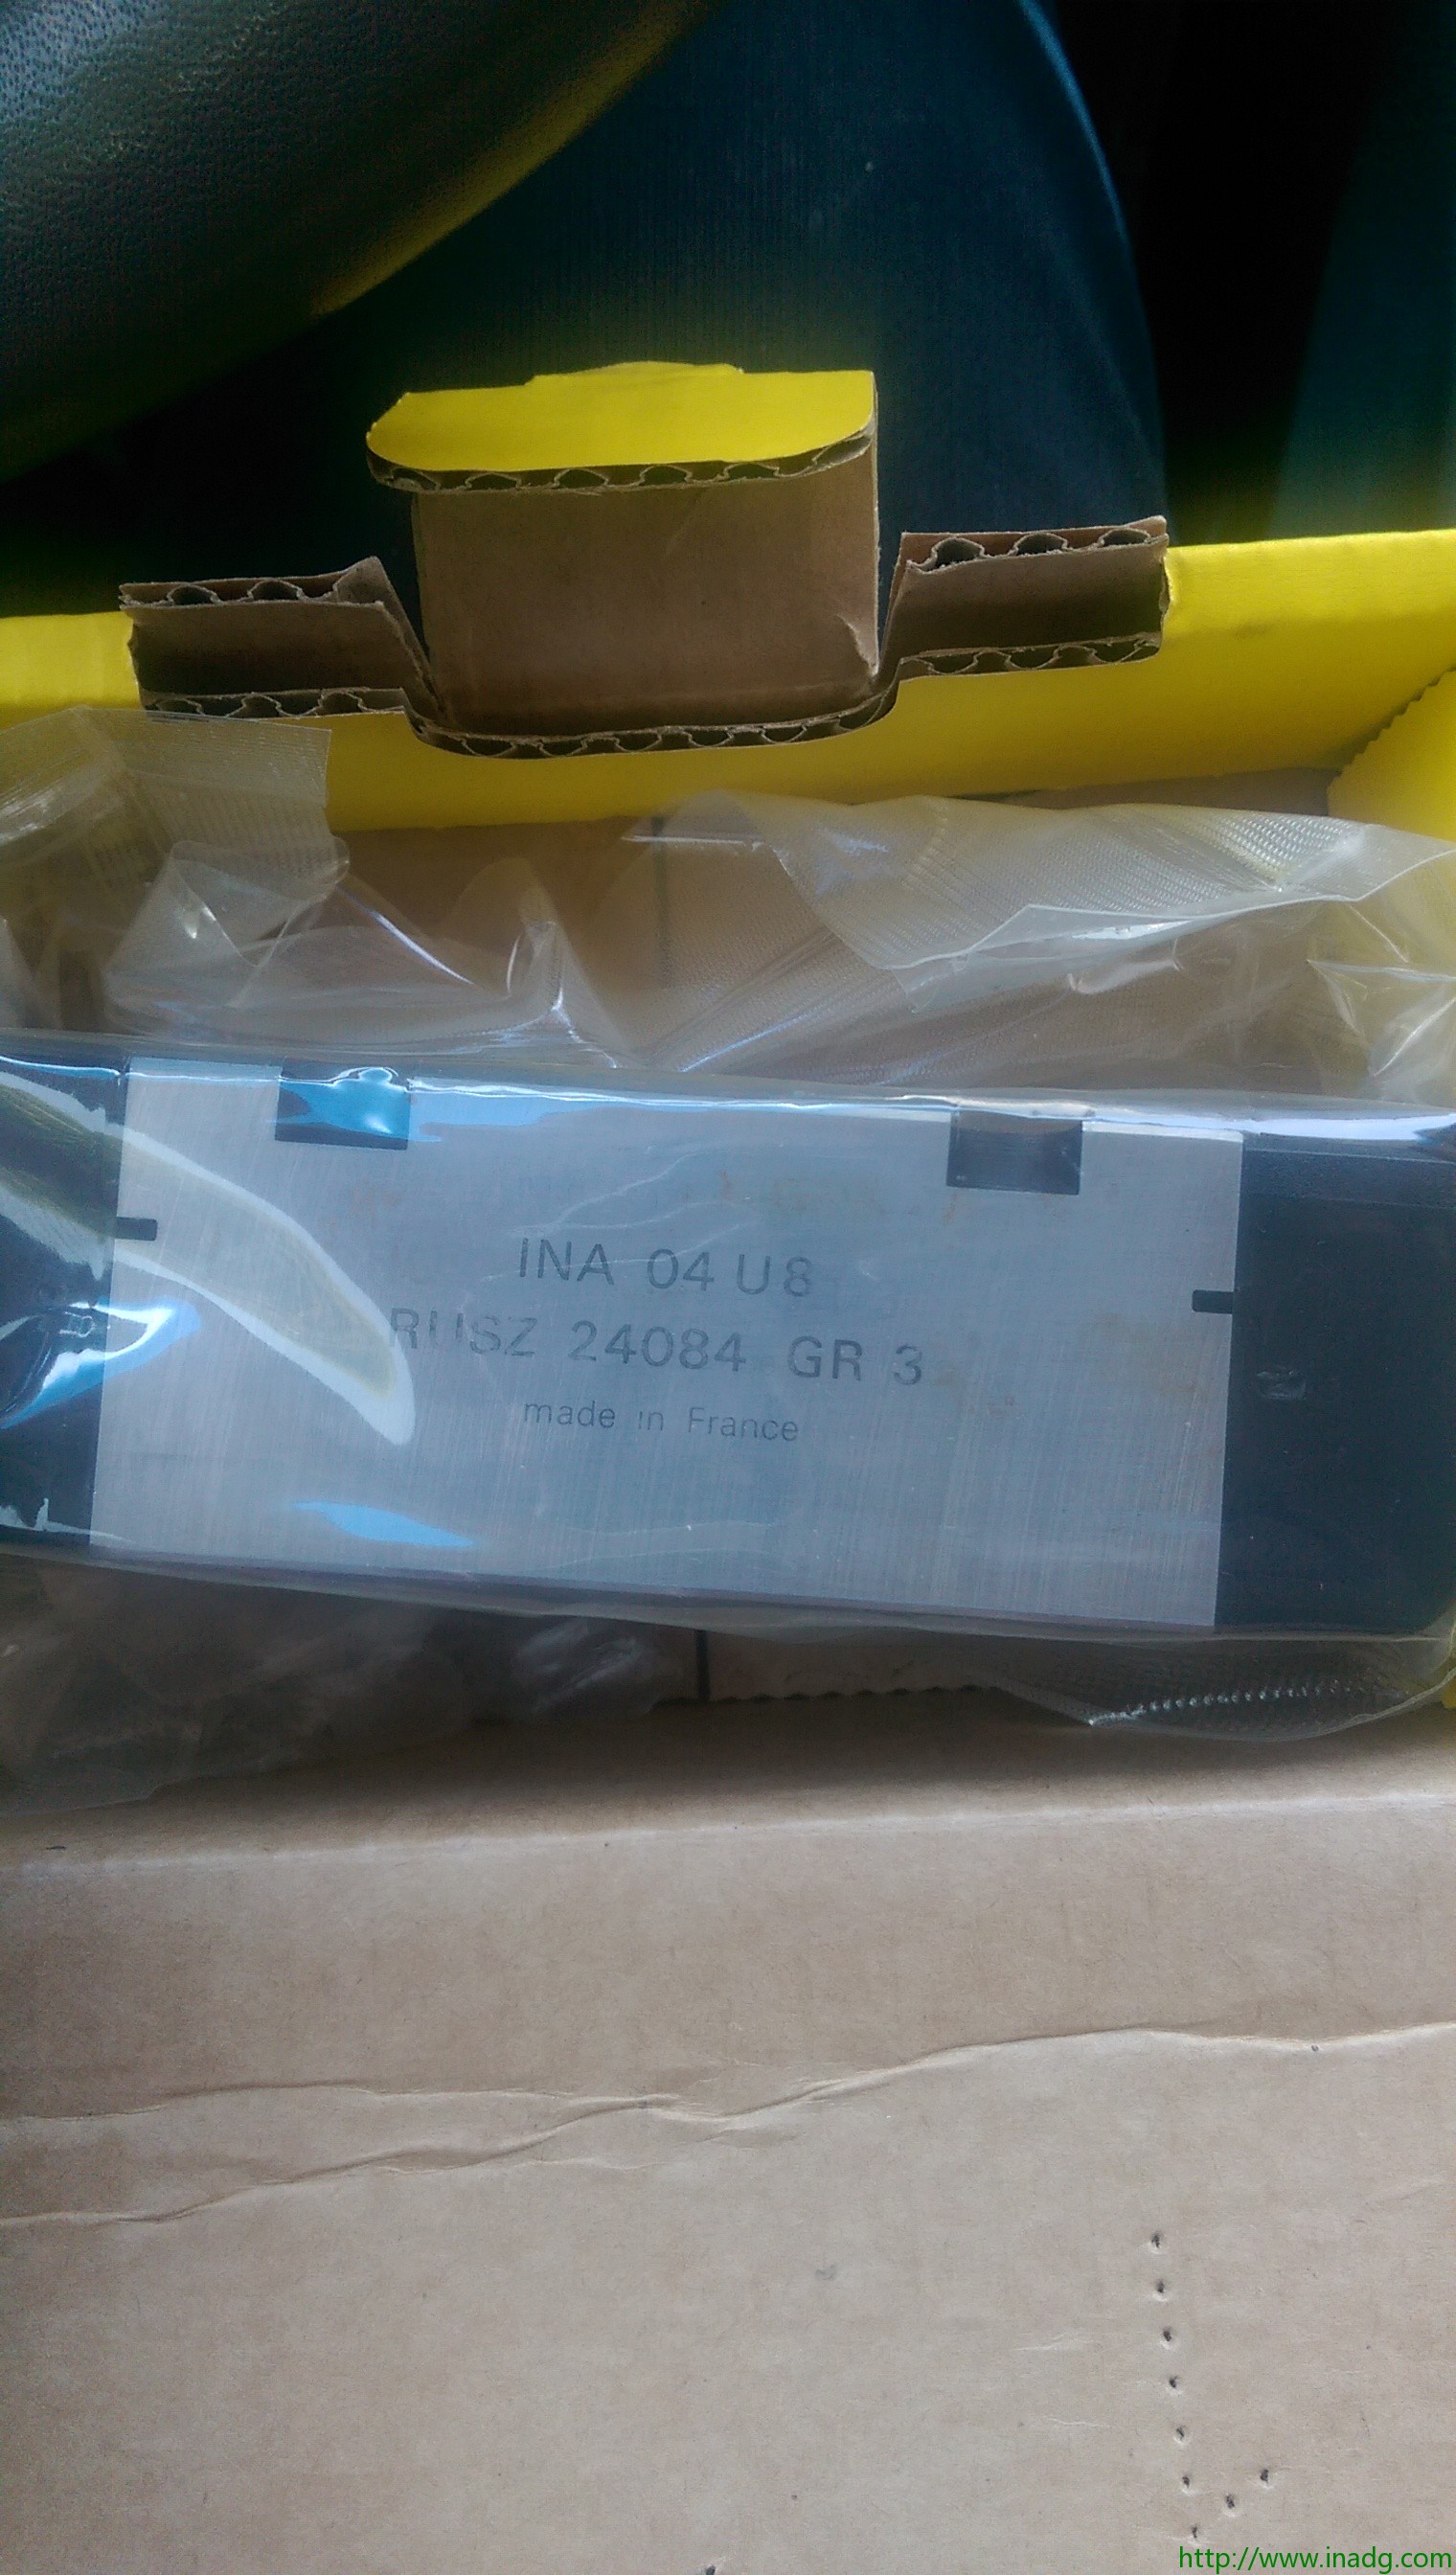 INA 04 U8
RUSZ 24084 GR 3
made in France
http://www.inadg.com